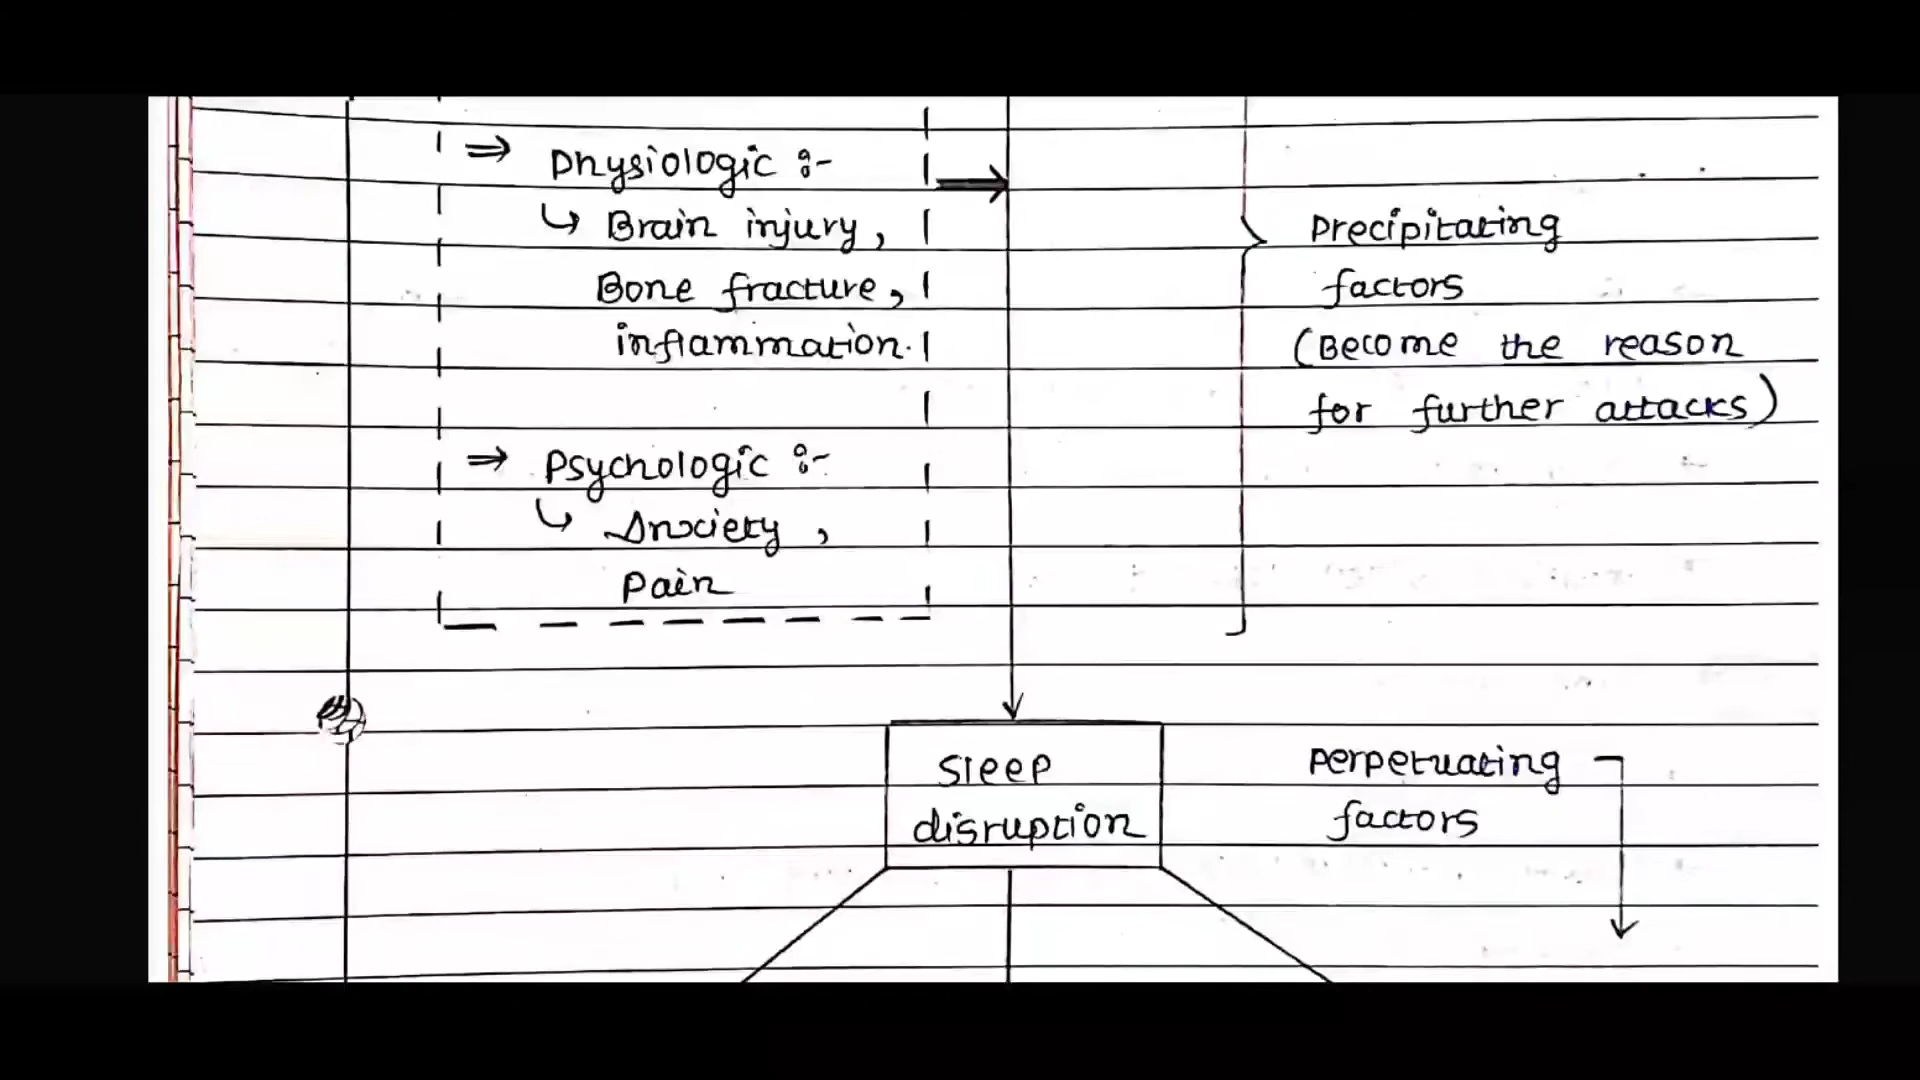 ⇒ Physiologic :-
↳ Brain injury,
Bone fracture,
inflammation.
⇒ Psychologic :-
↳ Anxiety,
Pain
Precipitating
factors
(Become the reason
for further attacks)
Sleep
disruption
Perpetuating
factors